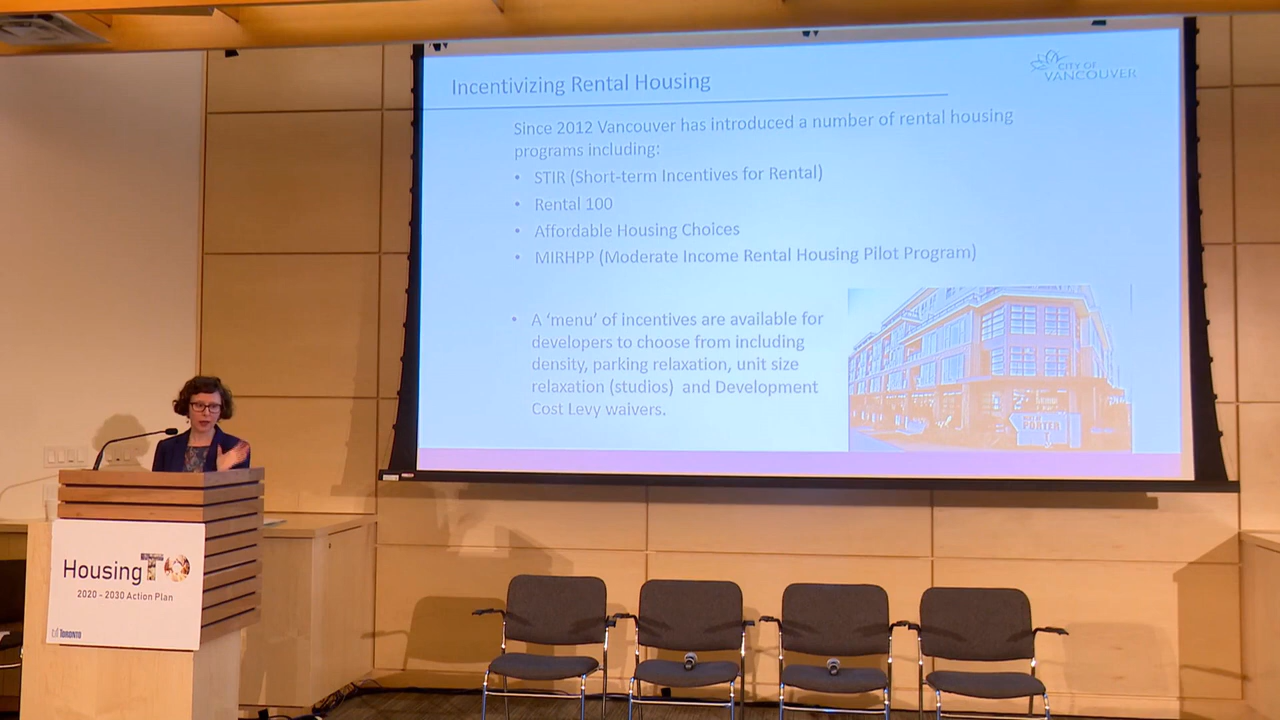 Incentivizing Rental Housing
CITY OF
VANCOUVER
Since 2012 Vancouver has introduced a number of rental housing
programs including:
• STIR (Short-term Incentives for Rental)
• Rental 100
• Affordable Housing Choices
• MIRHPP (Moderate Income Rental Housing Pilot Program)
• A ‘menu’ of incentives are available for
developers to choose from including
density, parking relaxation, unit size
relaxation (studios) and Development
Cost Levy waivers.
PORTER
HousingTO
2020 - 2030 Action Plan
TORONTO